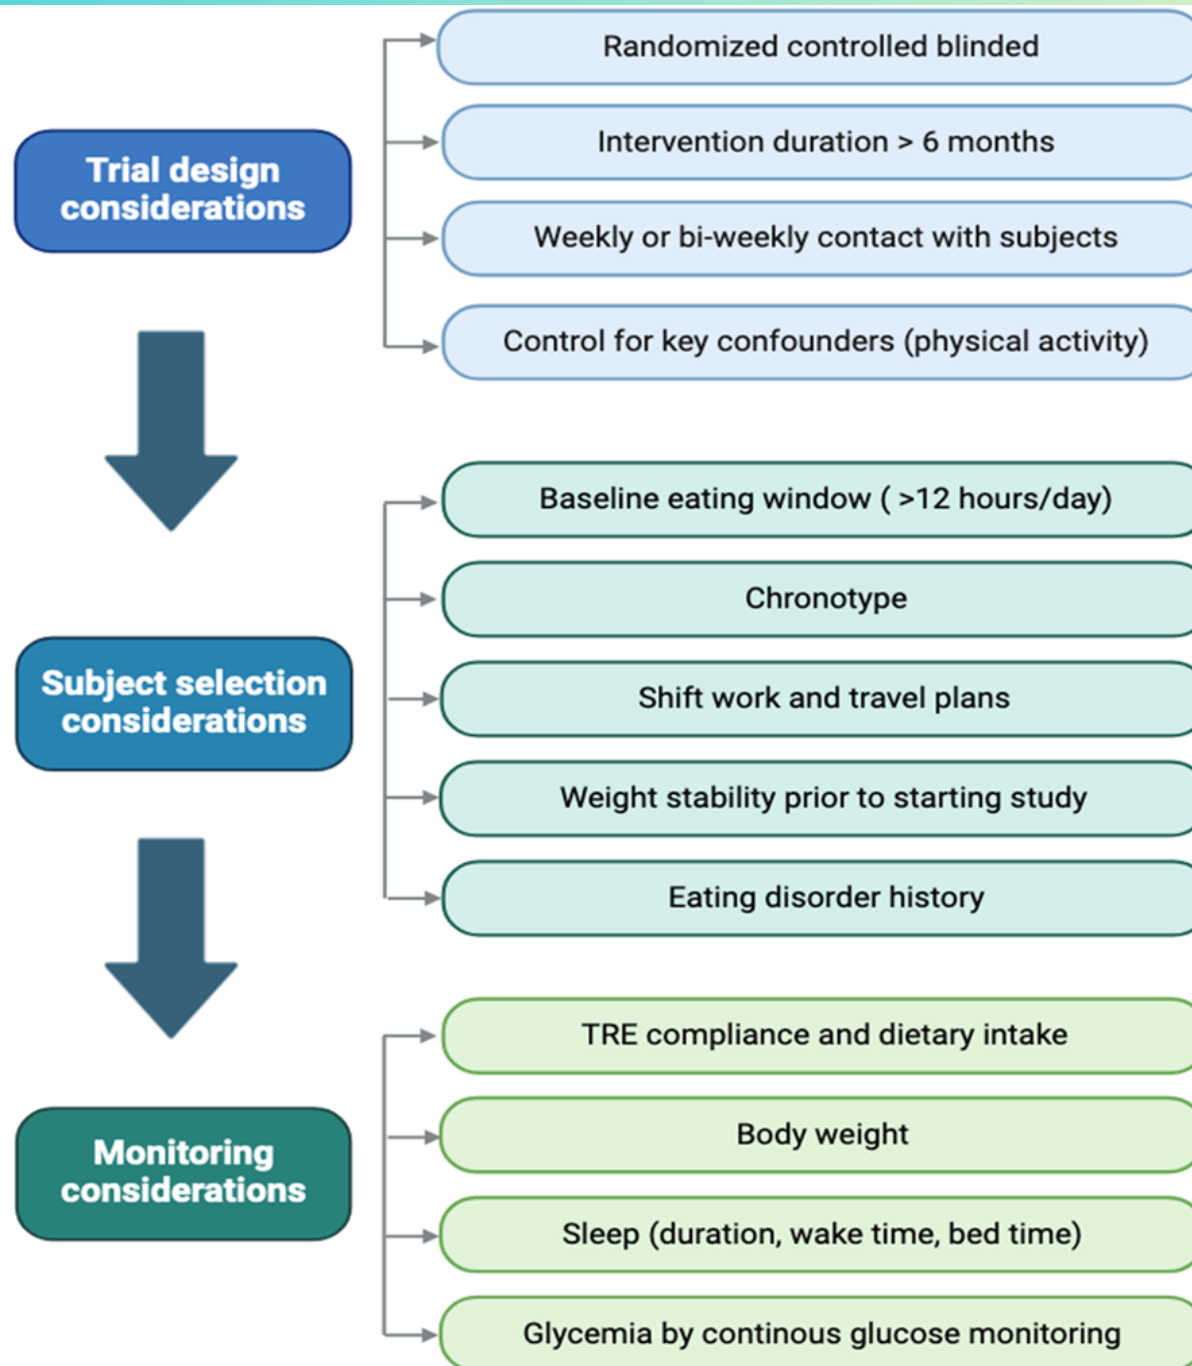 Trial design
considerations
Randomized controlled blinded
Intervention duration > 6 months
Weekly or bi-weekly contact with subjects
Control for key confounders (physical activity)
Subject selection
considerations
Baseline eating window ( >12 hours/day)
Chronotype
Shift work and travel plans
Weight stability prior to starting study
Eating disorder history
Monitoring
considerations
TRE compliance and dietary intake
Body weight
Sleep (duration, wake time, bed time)
Glycemia by continous glucose monitoring